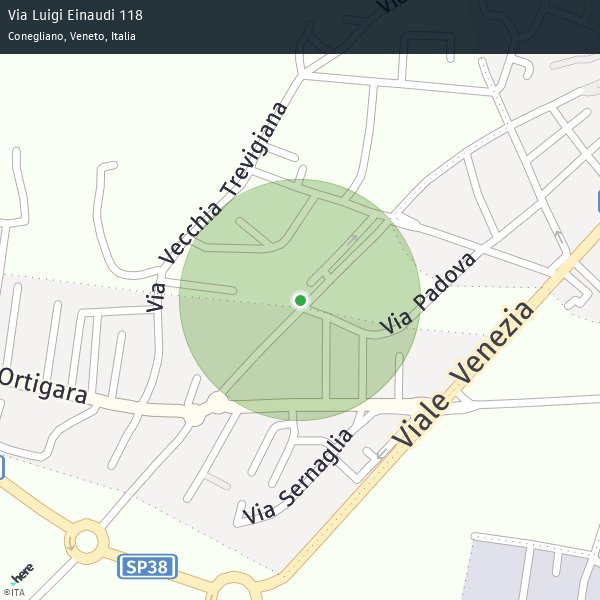 Via Luigi Einaudi 118
Conegliano, Veneto, Italia
Via
Via Vecchia Trevigiana
Via Padova
Viale Venezia
Ortigara
Via Sernaglia
SP38
here
©ITA